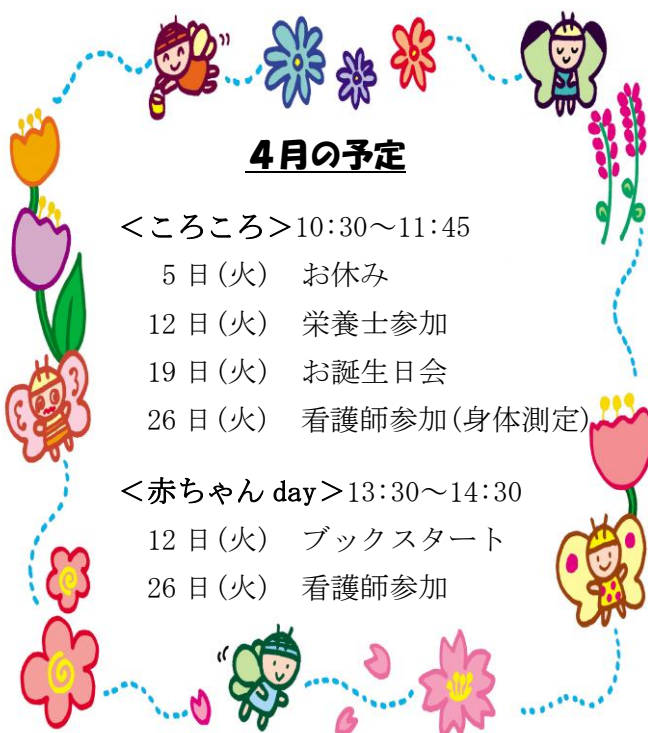 4月の予定
＜ころころ＞10:30～11:45
5日(火) お休み
12日(火) 栄養士参加
19日(火) お誕生日会
26日(火) 看護師参加(身体測定)
＜赤ちゃん day＞13:30～14:30
12日(火) ブックスタート
26日(火) 看護師参加